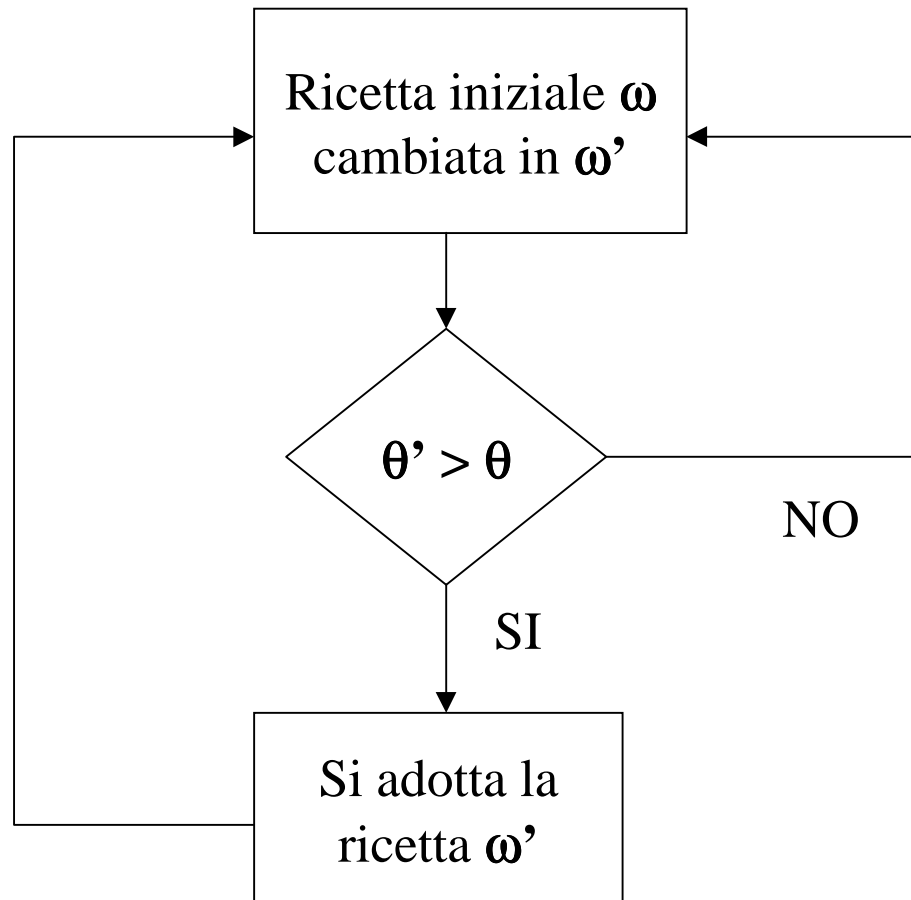 Ricetta iniziale ω
cambiata in ω’
θ’ > θ
NO
SI
Si adotta la
ricetta ω’